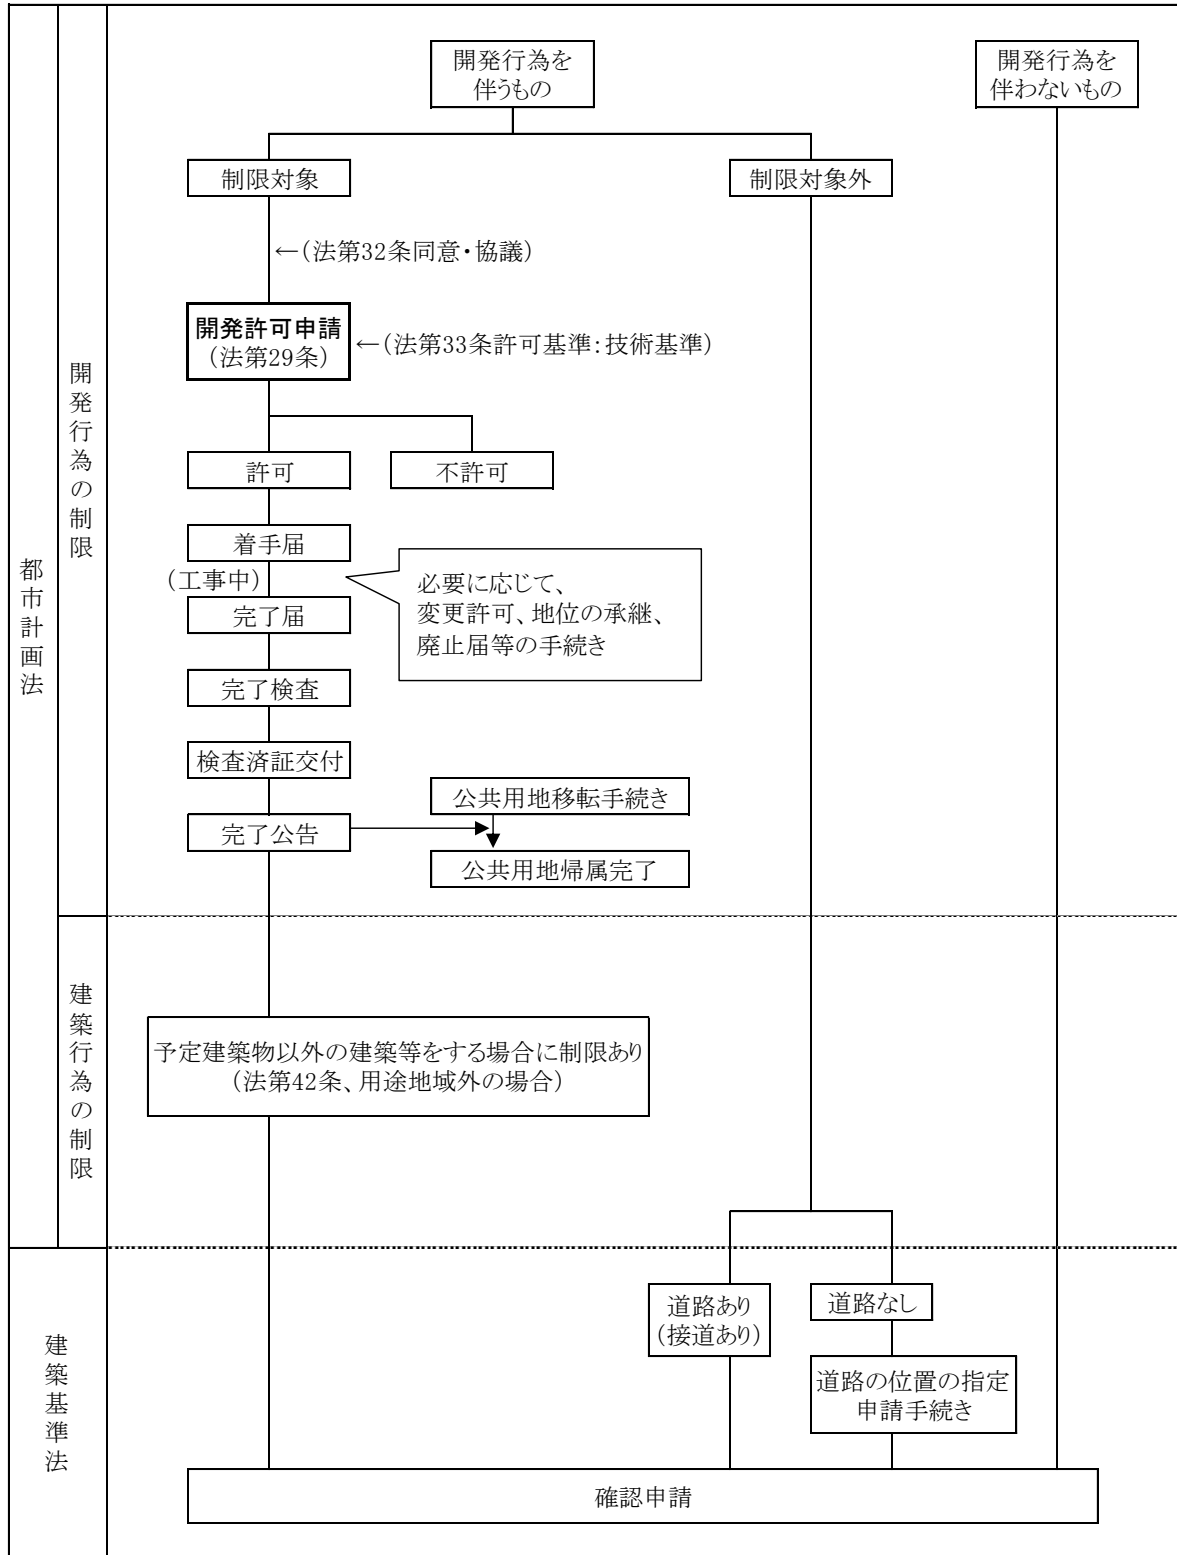 開発行為を
伴うもの
開発行為を
伴わないもの
制限対象
制限対象外
←(法第32条同意・協議)
開発許可申請
(法第29条)
←(法第33条許可基準:技術基準)
許可
不許可
着手届
(工事中)
必要に応じて、
変更許可、地位の承継、
廃止届等の手続き
完了届
完了検査
検査済証交付
公共用地移転手続き
完了公告
公共用地帰属完了
都市計画法
開発行為の制限
建築行為の制限
予定建築物以外の建築等をする場合に制限あり
(法第42条、用途地域外の場合)
建築基準法
道路あり
(接道あり)
道路なし
道路の位置の指定
申請手続き
確認申請